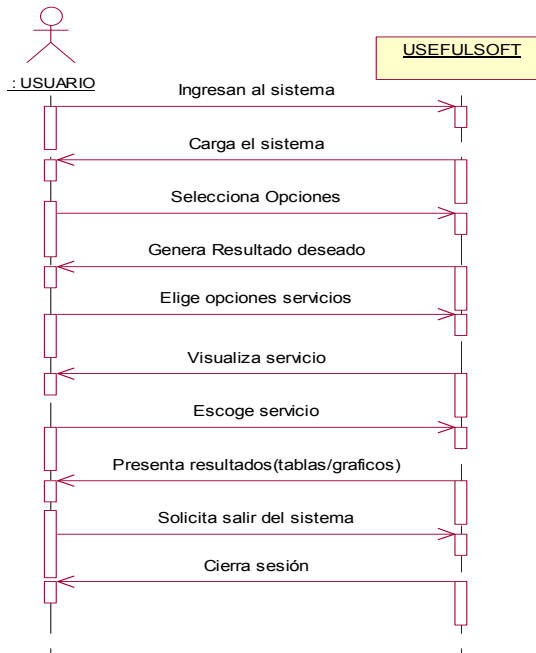 USEFULSOFT
: USUARIO
Ingresan al sistema
Carga el sistema
Selecciona Opciones
Genera Resultado deseado
Elige opciones servicios
Visualiza servicio
Escoge servicio
Presenta resultados(tablas/graficos)
Solicita salir del sistema
Cierra sesión